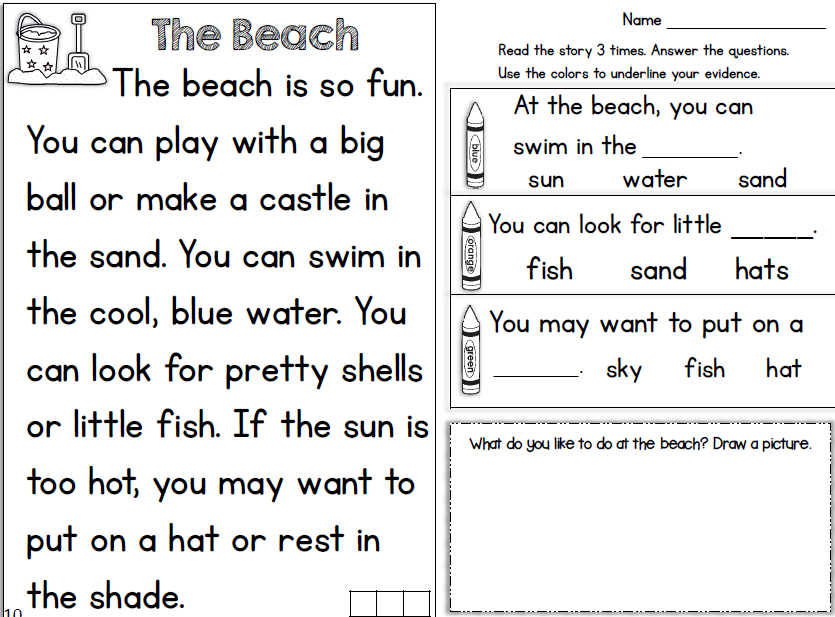 The Beach
The beach is so fun.
You can play with a big
ball or make a castle in
the sand. You can swim in
the cool, blue water. You
can look for pretty shells
or little fish. If the sun is
too hot, you may want to
put on a hat or rest in
the shade.
10
Name _______________
Read the story 3 times. Answer the questions.
Use the colors to underline your evidence.
blue
At the beach, you can
swim in the ________.
sun water sand
orange
You can look for little ______.
fish sand hats
green
You may want to put on a
________. sky fish hat
What do you like to do at the beach? Draw a picture.